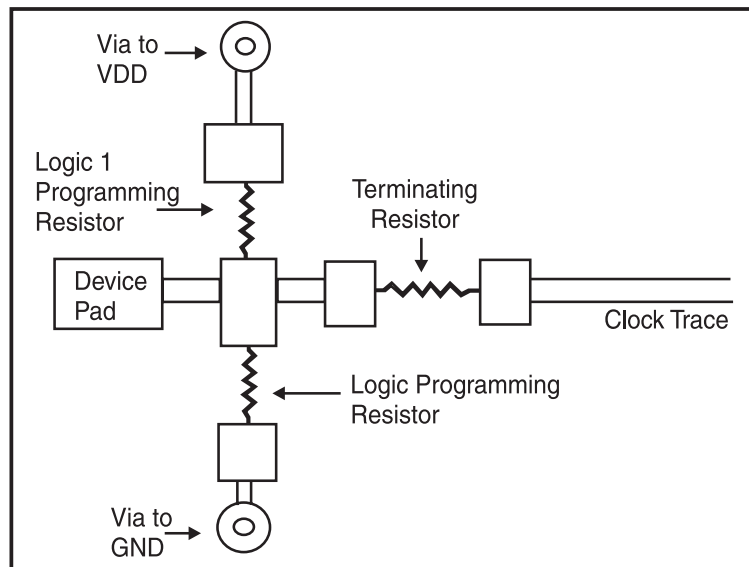 Via to
VDD
Logic 1
Programming
Resistor
Terminating
Resistor
Device
Pad
Clock Trace
Logic Programming
Resistor
Via to
GND